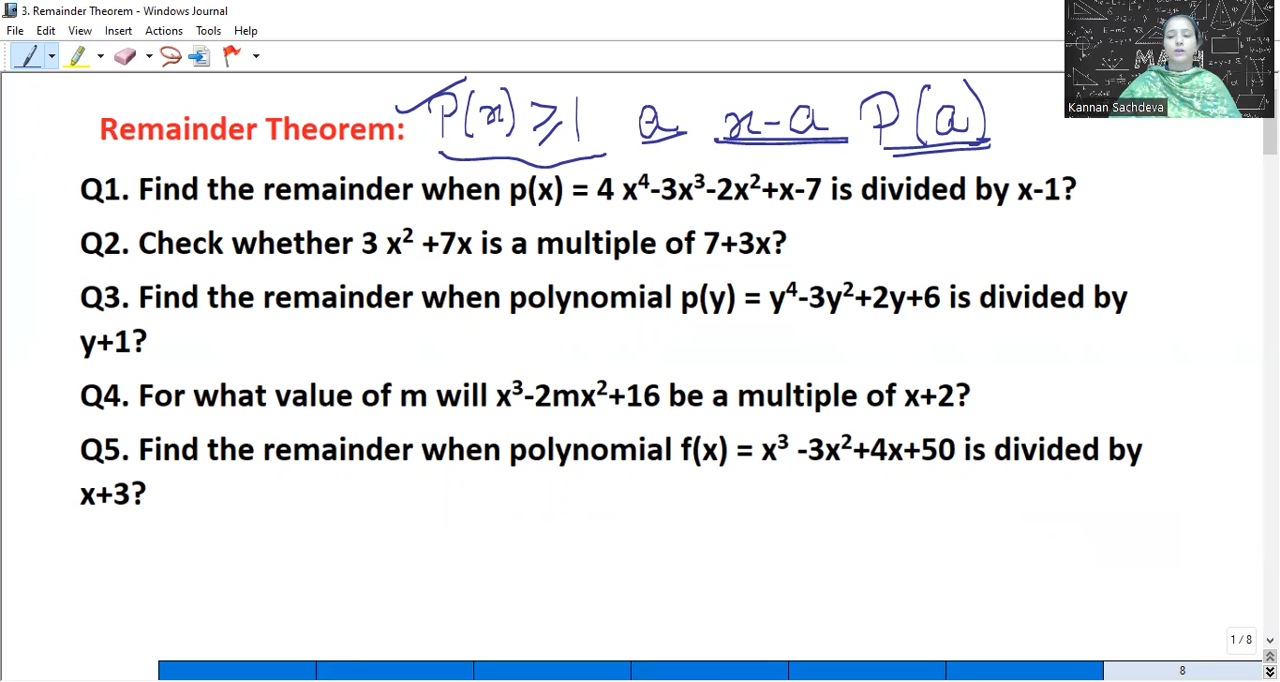 3. Remainder Theorem - Windows Journal
File Edit View Insert Actions Tools Help
Kannan Sachdeva
Remainder Theorem: P(x) ≥ 1 a x-a P(a)
Q1. Find the remainder when p(x) = 4 x⁴-3x³-2x²+x-7 is divided by x-1?
Q2. Check whether 3 x² +7x is a multiple of 7+3x?
Q3. Find the remainder when polynomial p(y) = y⁴-3y²+2y+6 is divided by
y+1?
Q4. For what value of m will x³-2mx²+16 be a multiple of x+2?
Q5. Find the remainder when polynomial f(x) = x³ -3x²+4x+50 is divided by
x+3?
1 / 8
8